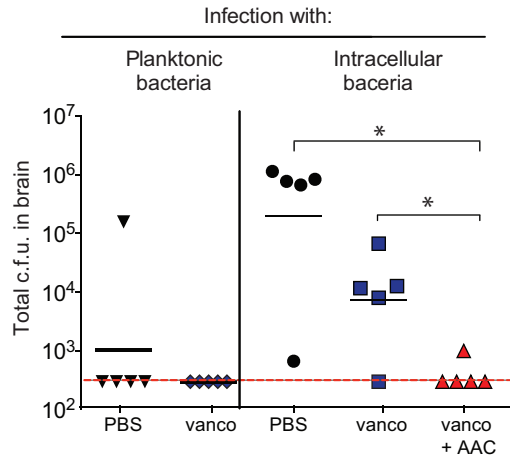 Infection with:
Planktonic bacteria
Intracellular baceria
Total c.f.u. in brain
10⁷
10⁶
10⁵
10⁴
10³
10²
*
*
PBS
vanco
PBS
vanco
vanco
+ AAC